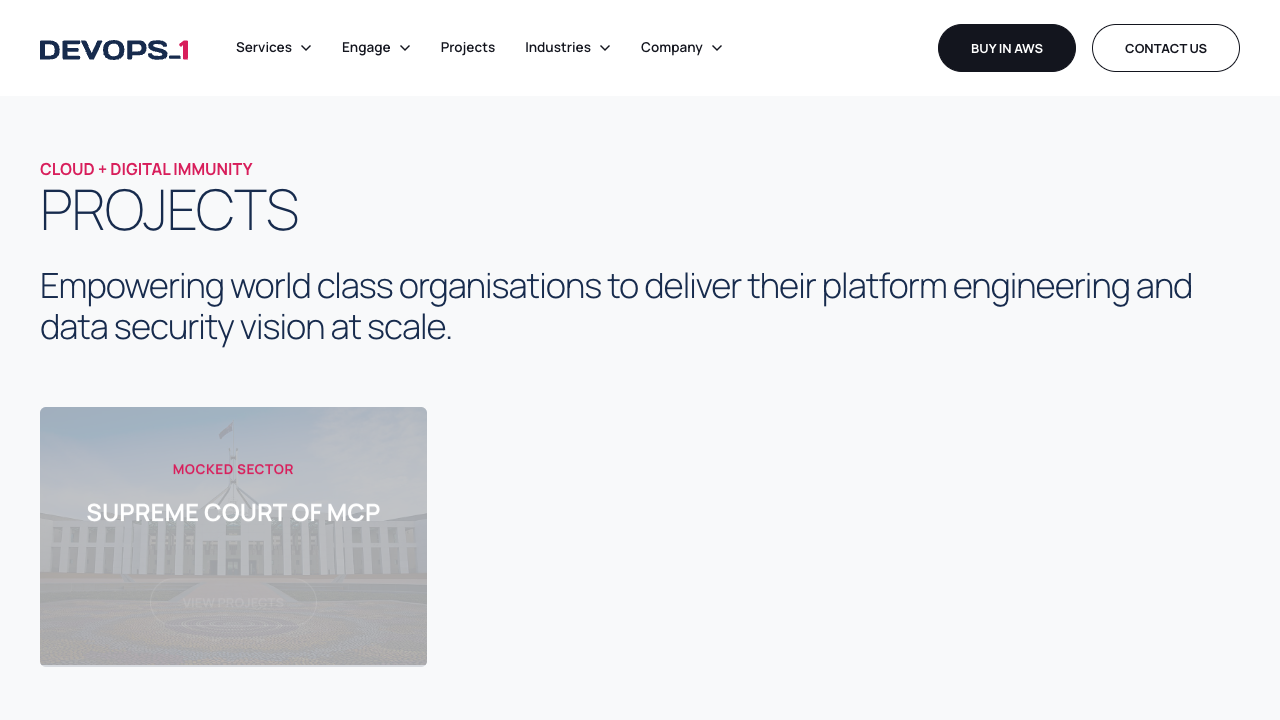 DEVOPS_1
Services
Engage
Projects
Industries
Company
BUY IN AWS
CONTACT US
CLOUD + DIGITAL IMMUNITY
PROJECTS
Empowering world class organisations to deliver their platform engineering and
data security vision at scale.
MOCKED SECTOR
SUPREME COURT OF MCP
VIEW PROJECTS